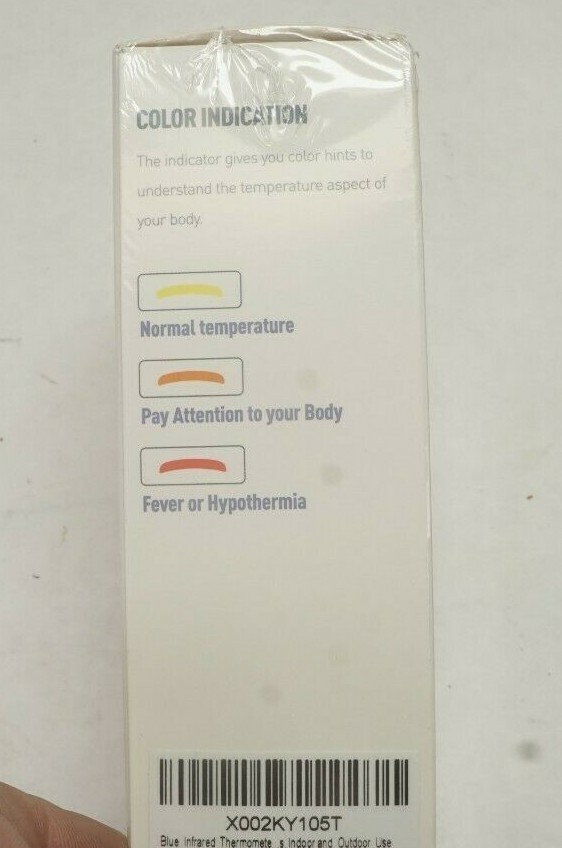 COLOR INDICATION
The indicator gives you color hints to
understand the temperature aspect of
your body.
Normal temperature
Pay Attention to your Body
Fever or Hypothermia
X002KY105T
Blue Infrared Thermomete s Indoor and Outdoor Use